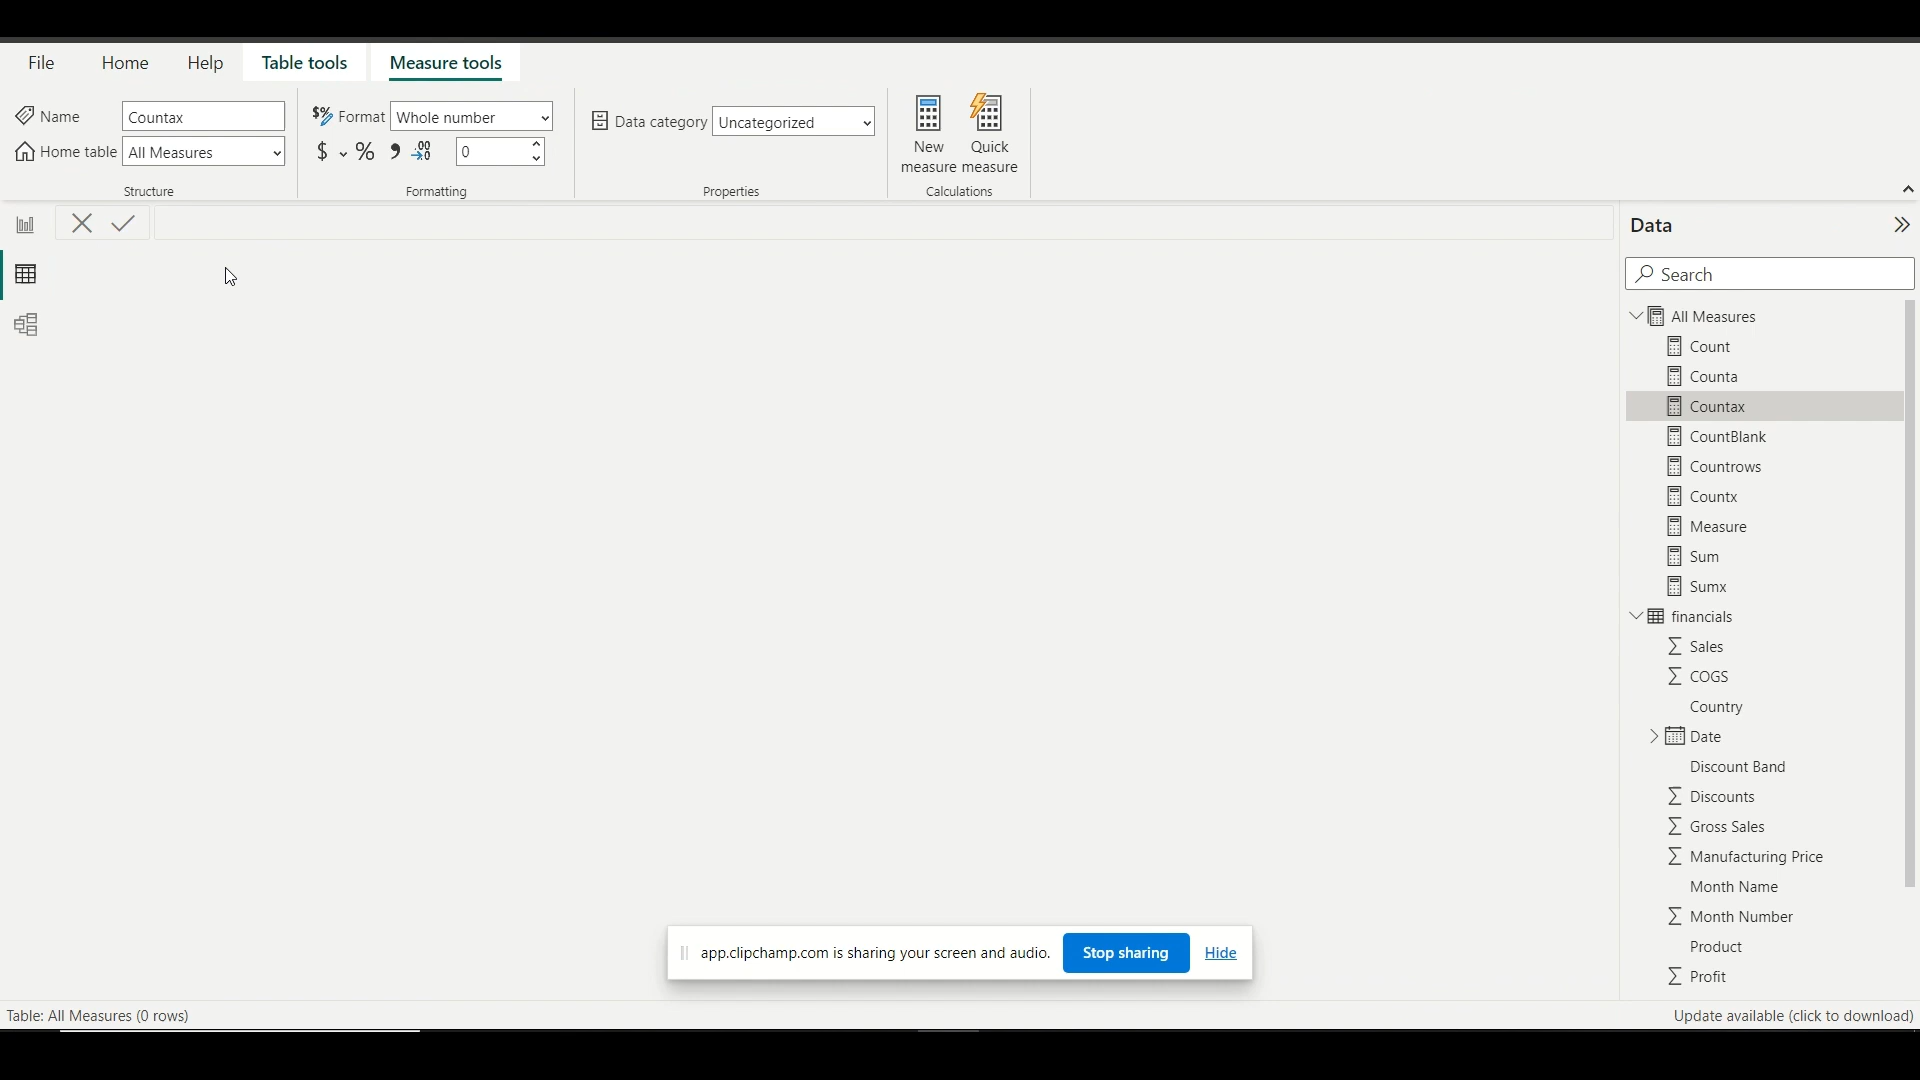 File Home Help Table tools Measure tools
Name Countax
Home table All Measures
Structure
$% Format Whole number
$ % , .00 0
Formatting
Data category Uncategorized
Properties
New measure
Quick measure
Calculations
Data
Search
All Measures
Count
Counta
Countax
CountBlank
Countrows
Countx
Measure
Sum
Sumx
financials
Sales
COGS
Country
Date
Discount Band
Discounts
Gross Sales
Manufacturing Price
Month Name
Month Number
Product
Profit
app.clipchamp.com is sharing your screen and audio. Stop sharing Hide
Table: All Measures (0 rows)
Update available (click to download)